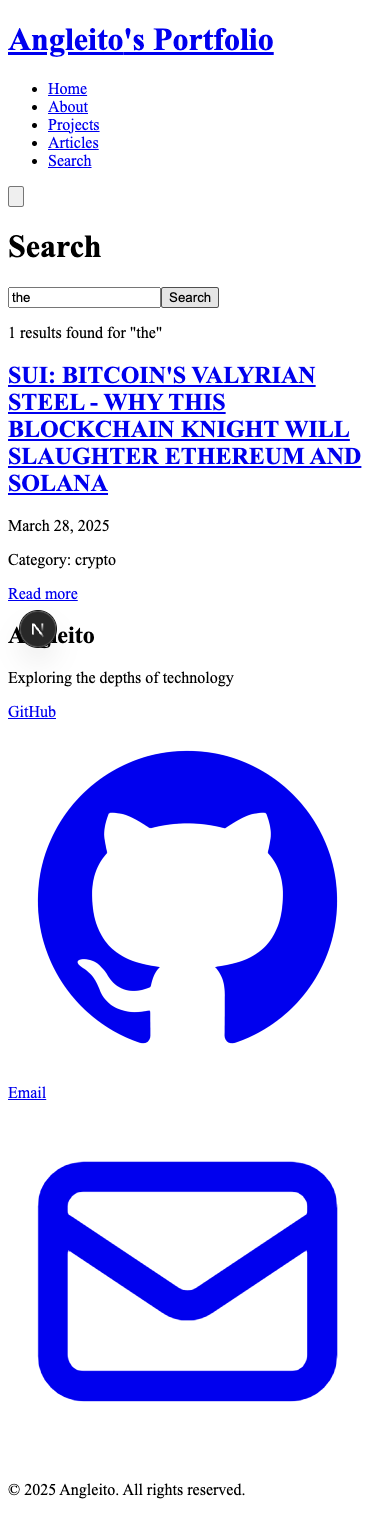 Angleito's Portfolio
Home
About
Projects
Articles
Search
Search
the
Search
1 results found for "the"
SUI: BITCOIN'S VALYRIAN
STEEL - WHY THIS
BLOCKCHAIN KNIGHT WILL
SLAUGHTER ETHEREUM AND
SOLANA
March 28, 2025
Category: crypto
Read more
N
Angleito
Exploring the depths of technology
GitHub
Email
© 2025 Angleito. All rights reserved.